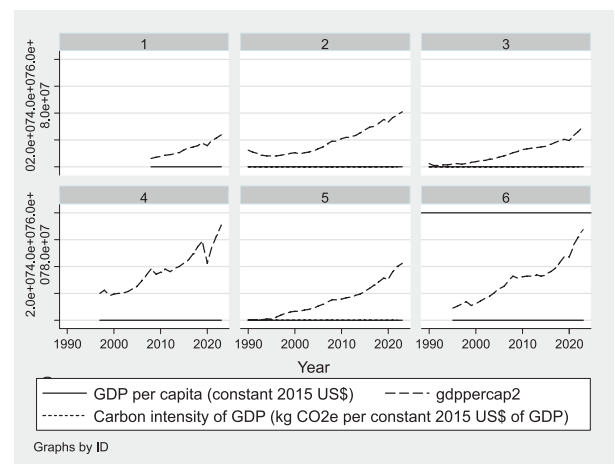 1 2 3
02.0e+074.0e+076.0e+
8.0e+07
4 5 6
2.0e+074.0e+076.0e+
078.0e+07
1990 2000 2010 2020 1990 2000 2010 2020 1990 2000 2010 2020
Year
GDP per capita (constant 2015 US$) gdppercap2
Carbon intensity of GDP (kg CO2e per constant 2015 US$ of GDP)
Graphs by ID